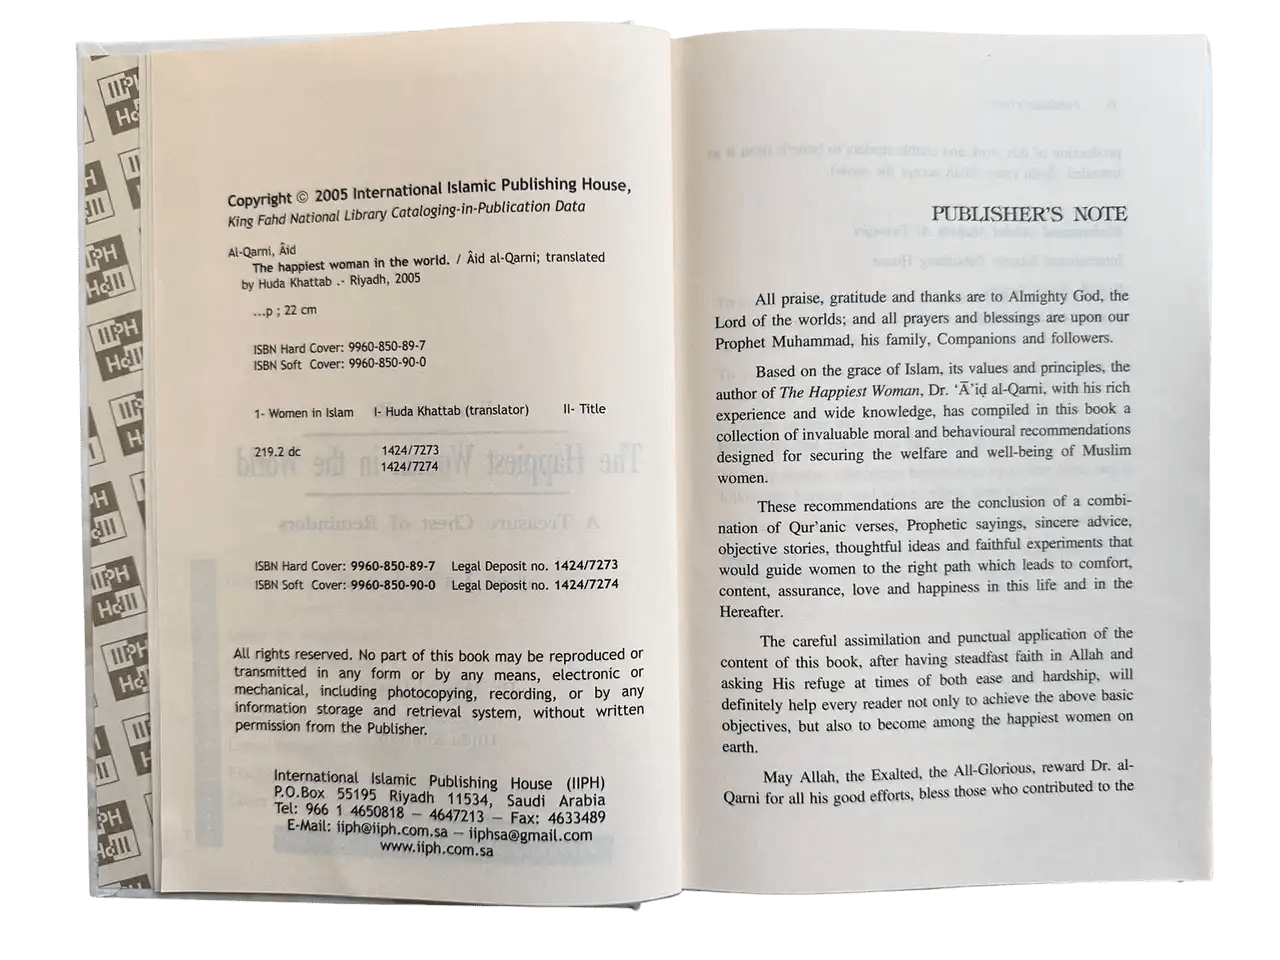 Copyright © 2005 International Islamic Publishing House,
King Fahd National Library Cataloging-in-Publication Data
Al-Qarni, Âid
The happiest woman in the world. / Âid al-Qarni; translated
by Huda Khattab .- Riyadh, 2005
...p ; 22 cm
ISBN Hard Cover: 9960-850-89-7
ISBN Soft Cover: 9960-850-90-0
1- Women in Islam I- Huda Khattab (translator) II- Title
219.2 dc 1424/7273
1424/7274
ISBN Hard Cover: 9960-850-89-7 Legal Deposit no. 1424/7273
ISBN Soft Cover: 9960-850-90-0 Legal Deposit no. 1424/7274
All rights reserved. No part of this book may be reproduced or
transmitted in any form or by any means, electronic or
mechanical, including photocopying, recording, or by any
information storage and retrieval system, without written
permission from the Publisher.
International Islamic Publishing House (IIPH)
P.O.Box 55195 Riyadh 11534, Saudi Arabia
Tel: 966 1 4650818 — 4647213 — Fax: 4633489
E-Mail: iiph@iiph.com.sa — iiphsa@gmail.com
www.iiph.com.sa
PUBLISHER'S NOTE
All praise, gratitude and thanks are to Almighty God, the
Lord of the worlds; and all prayers and blessings are upon our
Prophet Muhammad, his family, Companions and followers.
Based on the grace of Islam, its values and principles, the
author of The Happiest Woman, Dr. ‘Ā’iḍ al-Qarni, with his rich
experience and wide knowledge, has compiled in this book a
collection of invaluable moral and behavioural recommendations
designed for securing the welfare and well-being of Muslim
women.
These recommendations are the conclusion of a combi-
nation of Qur'anic verses, Prophetic sayings, sincere advice,
objective stories, thoughtful ideas and faithful experiments that
would guide women to the right path which leads to comfort,
content, assurance, love and happiness in this life and in the
Hereafter.
The careful assimilation and punctual application of the
content of this book, after having steadfast faith in Allah and
asking His refuge at times of both ease and hardship, will
definitely help every reader not only to achieve the above basic
objectives, but also to become among the happiest women on
earth.
May Allah, the Exalted, the All-Glorious, reward Dr. al-
Qarni for all his good efforts, bless those who contributed to the